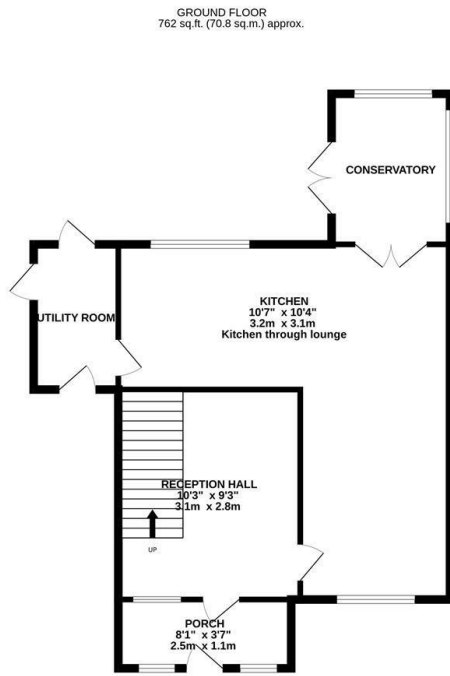 GROUND FLOOR
762 sq.ft. (70.8 sq.m.) approx.
CONSERVATORY
KITCHEN
10'7" x 10'4"
3.2m x 3.1m
Kitchen through lounge
UTILITY ROOM
RECEPTION HALL
10'3" x 9'3"
3.1m x 2.8m
UP
PORCH
8'1" x 3'7"
2.5m x 1.1m